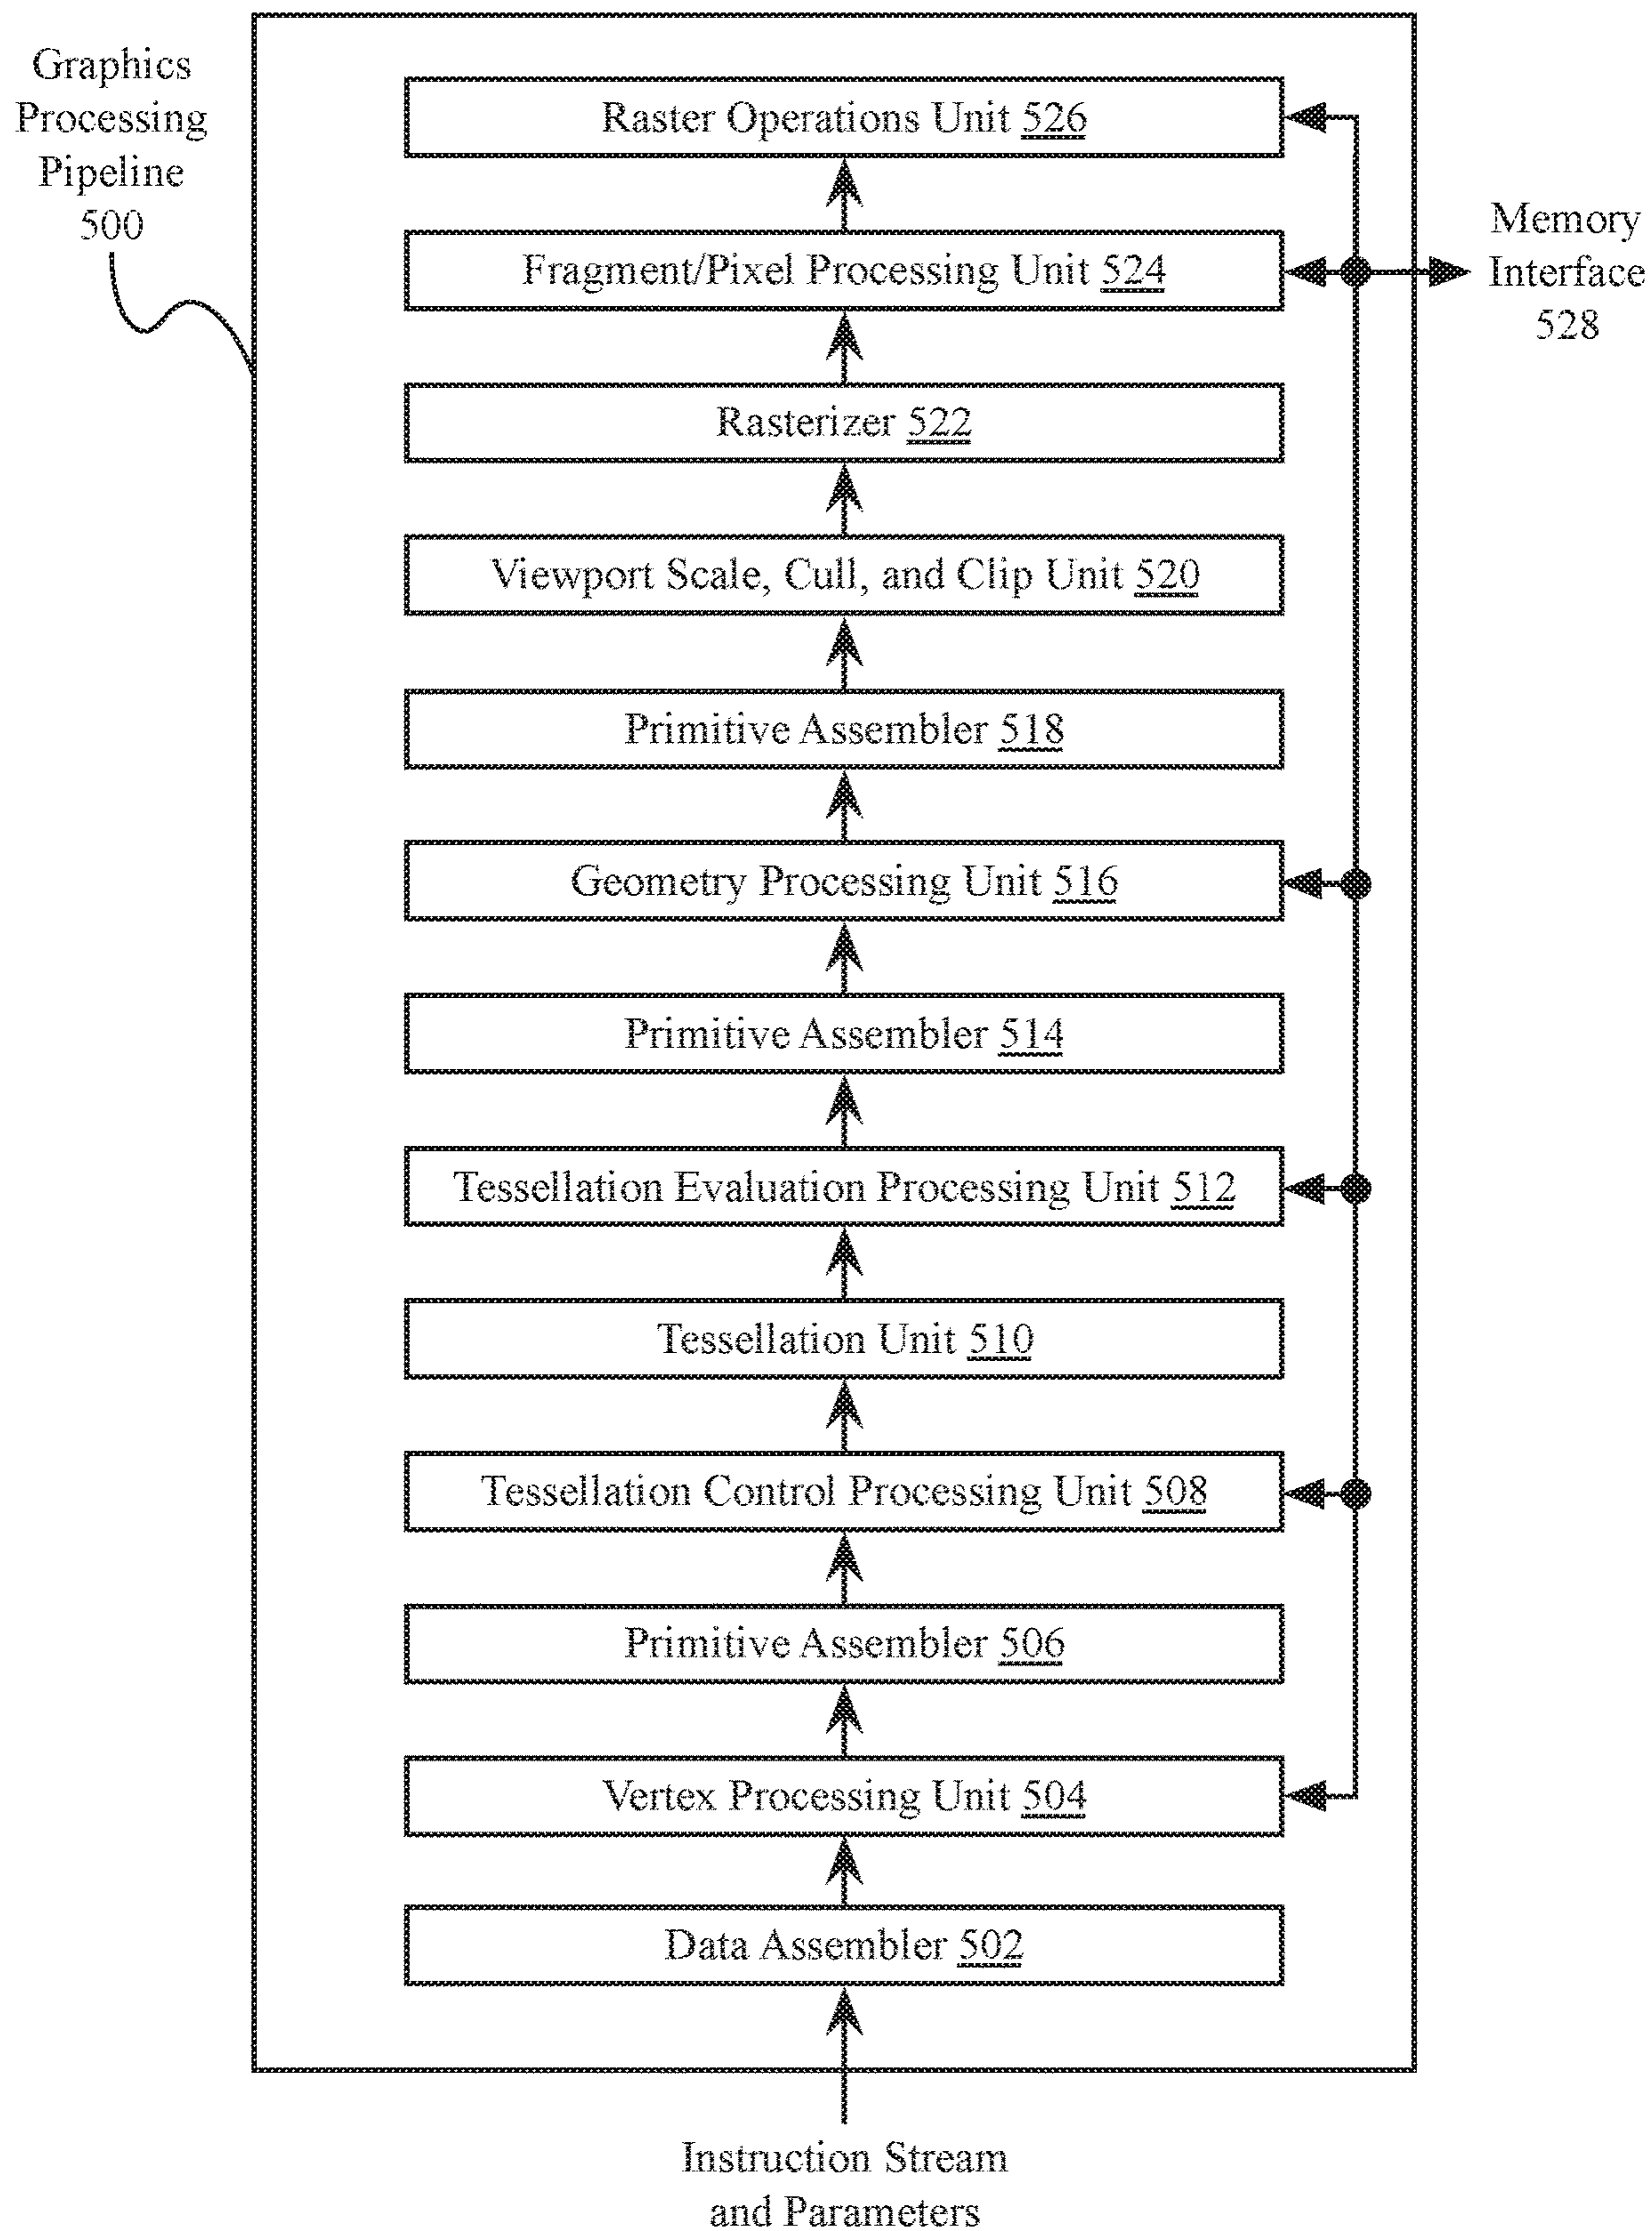 Graphics
Processing
Pipeline
500
Raster Operations Unit 526
Memory
Interface
528
Fragment/Pixel Processing Unit 524
Rasterizer 522
Viewport Scale, Cull, and Clip Unit 520
Primitive Assembler 518
Geometry Processing Unit 516
Primitive Assembler 514
Tessellation Evaluation Processing Unit 512
Tessellation Unit 510
Tessellation Control Processing Unit 508
Primitive Assembler 506
Vertex Processing Unit 504
Data Assembler 502
Instruction Stream
and Parameters